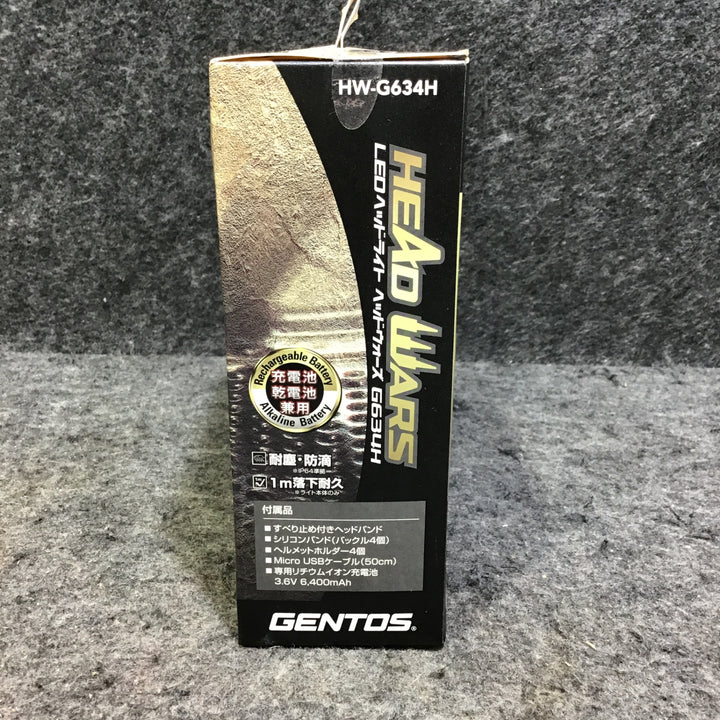 HW-G634H
HEAD WARS
LEDヘッドライト ヘッドウォーズ G634H
Rechargeable Battery
充電池
乾電池
兼用
Alkaline Battery
耐塵・防滴
※IP64準拠
1m落下耐久
※ライト本体のみ
付属品
■すべり止め付きヘッドバンド
■シリコンバンド(バックル4個)
■ヘルメットホルダー4個
■Micro USBケーブル(50cm)
■専用リチウムイオン充電池
3.6V 6,400mAh
GENTOS®